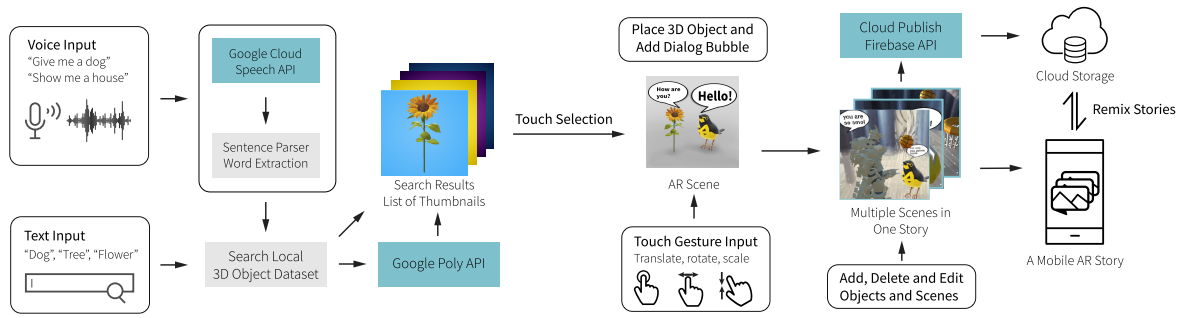 Voice Input
“Give me a dog”
“Show me a house”
Google Cloud
Speech API
Sentence Parser
Word Extraction
Text Input
“Dog”, “Tree”, “Flower”
Search Local
3D Object Dataset
Search Results
List of Thumbnails
Google Poly API
Touch Selection
Place 3D Object and
Add Dialog Bubble
How are
you?
Hello!
AR Scene
Touch Gesture Input
Translate, rotate, scale
Cloud Publish
Firebase API
you are
so smol
Multiple Scenes in
One Story
Add, Delete and Edit
Objects and Scenes
Cloud Storage
Remix Stories
A Mobile AR Story